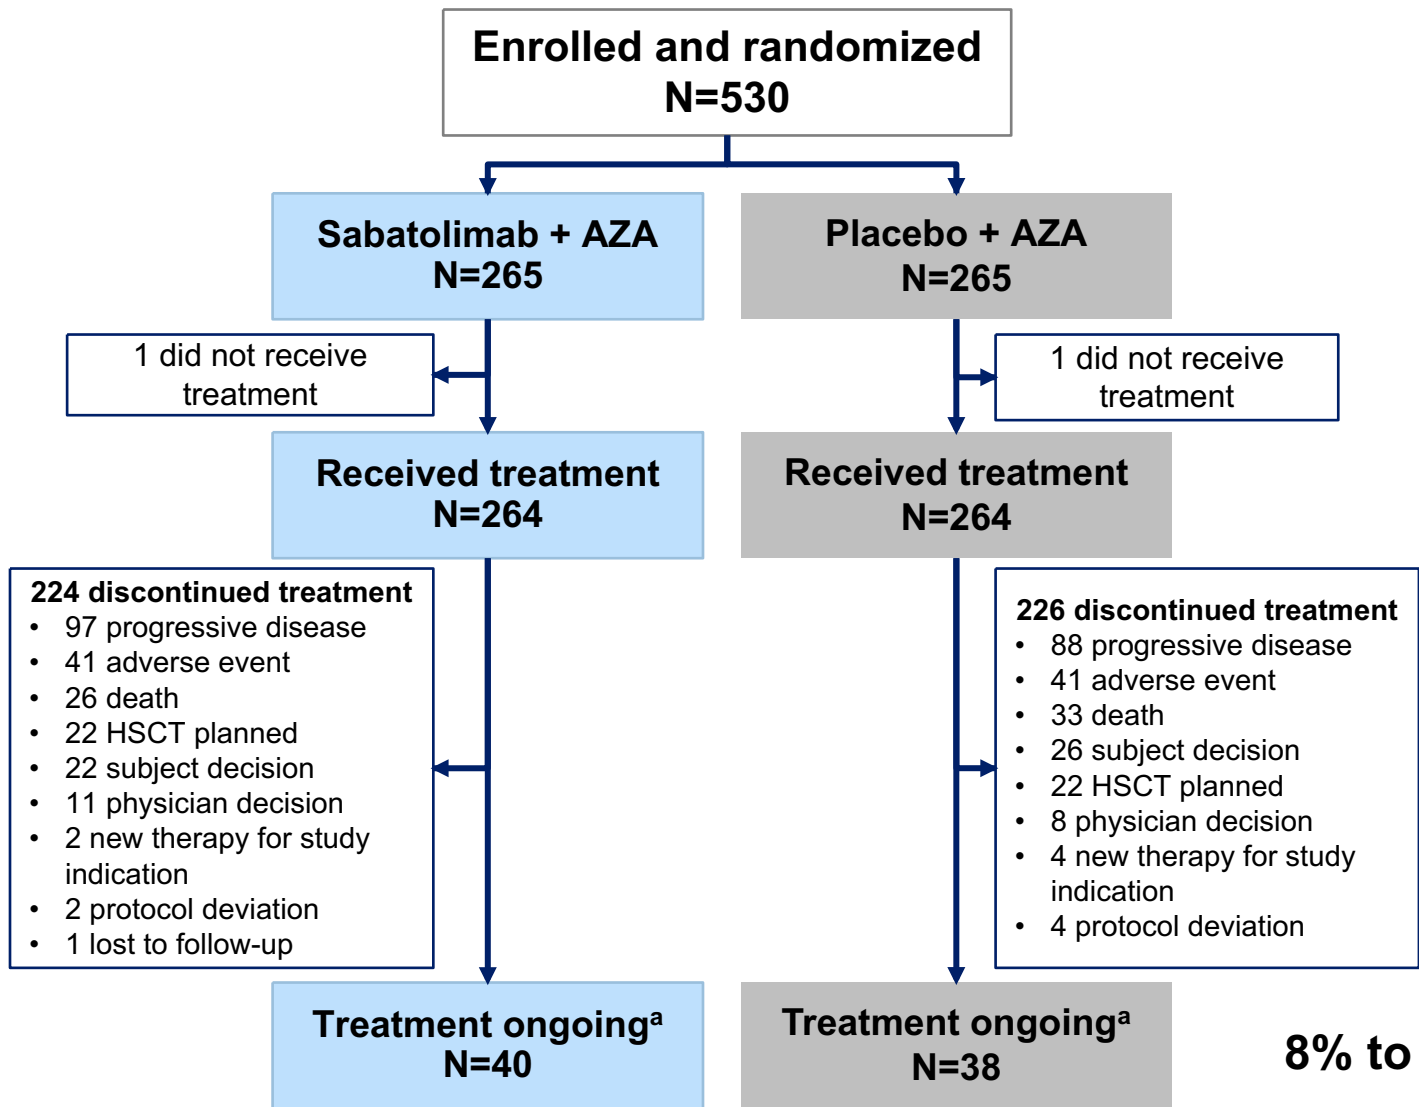 Enrolled and randomized
N=530
Sabatolimab + AZA
N=265
Placebo + AZA
N=265
1 did not receive
treatment
1 did not receive
treatment
Received treatment
N=264
Received treatment
N=264
224 discontinued treatment
• 97 progressive disease
• 41 adverse event
• 26 death
• 22 HSCT planned
• 22 subject decision
• 11 physician decision
• 2 new therapy for study
indication
• 2 protocol deviation
• 1 lost to follow-up
226 discontinued treatment
• 88 progressive disease
• 41 adverse event
• 33 death
• 26 subject decision
• 22 HSCT planned
• 8 physician decision
• 4 new therapy for study
indication
• 4 protocol deviation
Treatment ongoingᵃ
N=40
Treatment ongoingᵃ
N=38
8% to